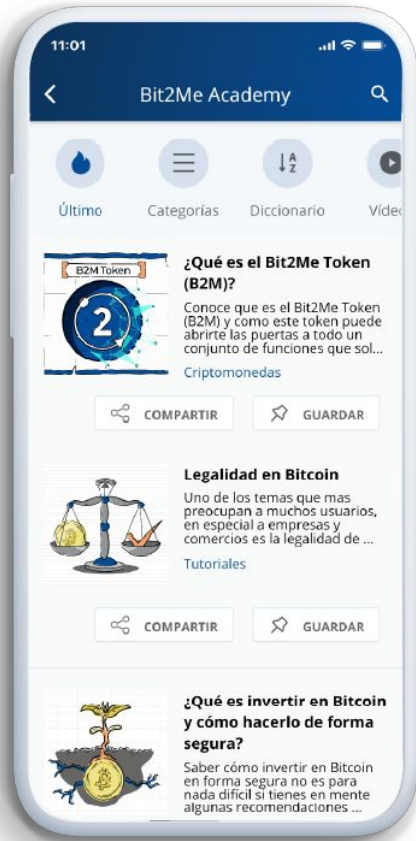 11:01
Bit2Me Academy
Último
Categorías
Diccionario
Víde
B2M Token
2
¿Qué es el Bit2Me Token
(B2M)?
Conoce que es el Bit2Me Token
(B2M) y como este token puede
abrirte las puertas a todo un
conjunto de funciones que sol...
Criptomonedas
COMPARTIR
GUARDAR
Legalidad en Bitcoin
Uno de los temas que mas
preocupan a muchos usuarios,
en especial a empresas y
comercios es la legalidad de ...
Tutoriales
COMPARTIR
GUARDAR
¿Qué es invertir en Bitcoin
y cómo hacerlo de forma
segura?
Saber cómo invertir en Bitcoin
en forma segura no es para
nada difícil si tienes en mente
algunas recomendaciones ...